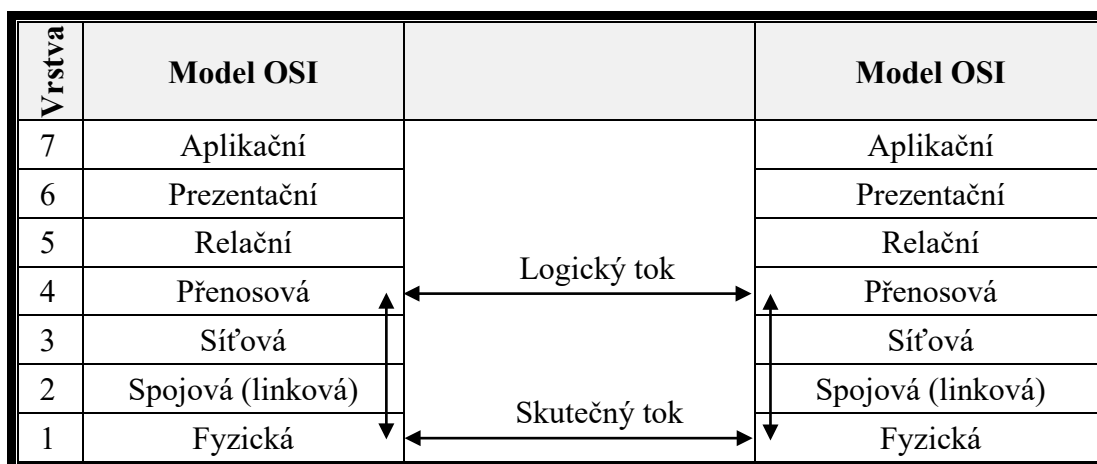 Vrstva Model OSI Model OSI
7 Aplikační Aplikační
6 Prezentační Prezentační
5 Relační Relační
Logický tok
4 Přenosová Přenosová
3 Síťová Síťová
2 Spojová (linková) Spojová (linková)
Skutečný tok
1 Fyzická Fyzická